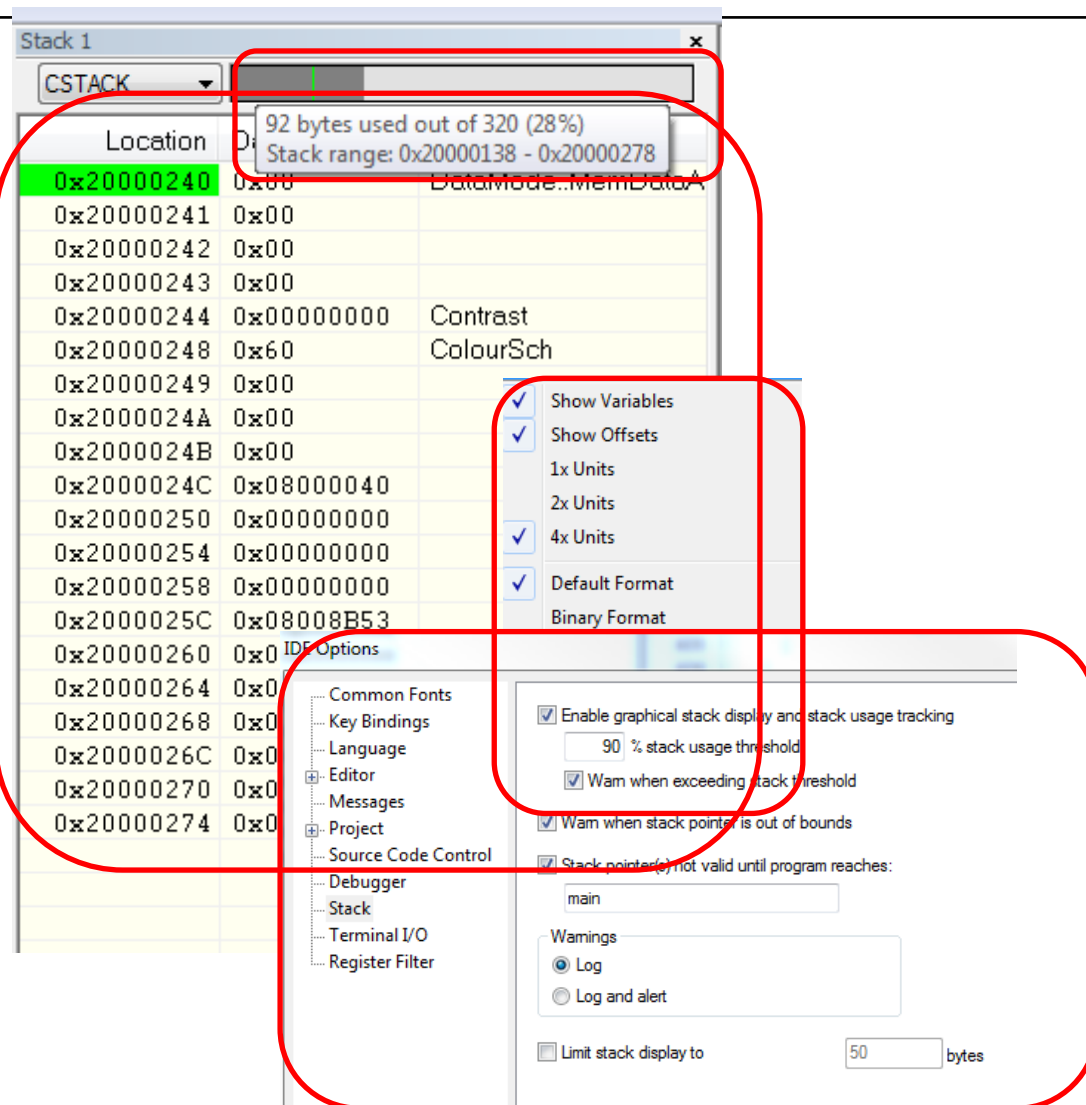 Stack 1 x
CSTACK
92 bytes used out of 320 (28%)
Stack range: 0x20000138 - 0x20000278
Location
0x20000240 0x00 DataMode..MemDataA
0x20000241 0x00
0x20000242 0x00
0x20000243 0x00
0x20000244 0x00000000 Contrast
0x20000248 0x60 ColourSch
0x20000249 0x00
0x2000024A 0x00
0x2000024B 0x00
0x2000024C 0x08000040
0x20000250 0x00000000
0x20000254 0x00000000
0x20000258 0x00000000
0x2000025C 0x08008B53
0x20000260 0x0
0x20000264 0x0
0x20000268 0x0
0x2000026C 0x0
0x20000270 0x0
0x20000274 0x0
Show Variables
Show Offsets
1x Units
2x Units
4x Units
Default Format
Binary Format
IDE Options
Common Fonts
Key Bindings
Language
Editor
Messages
Project
Source Code Control
Debugger
Stack
Terminal I/O
Register Filter
Enable graphical stack display and stack usage tracking
90 % stack usage threshold
Warn when exceeding stack threshold
Warn when stack pointer is out of bounds
Stack pointer(s) not valid until program reaches:
main
Warnings
Log
Log and alert
Limit stack display to 50 bytes